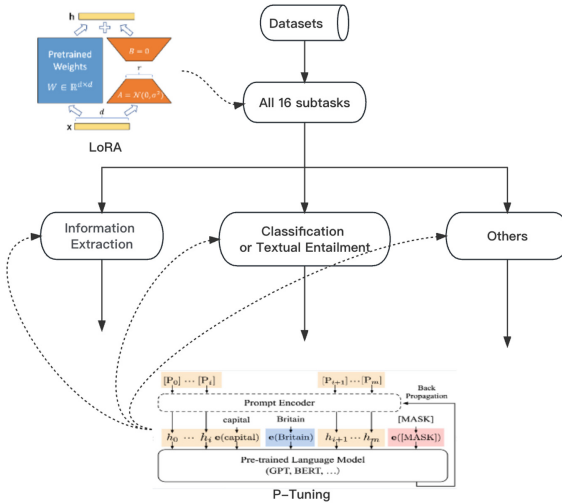 h
Datasets
Pretrained
Weights
W ∈ ℝ^{d×d}
B = 0
r
A = N(0, σ²)
d
x
LoRA
All 16 subtasks
Information
Extraction
Classification
or Textual Entailment
Others
[P₀] ⋯ [Pᵢ]
[Pᵢ₊₁] ⋯ [Pₘ]
Back
Propagation
Prompt Encoder
capital
Britain
[MASK]
h₀ ⋯ hᵢ e(capital)
e(Britain)
hᵢ₊₁ ⋯ hₘ
e([MASK])
Pre-trained Language Model
(GPT, BERT, …)
P-Tuning